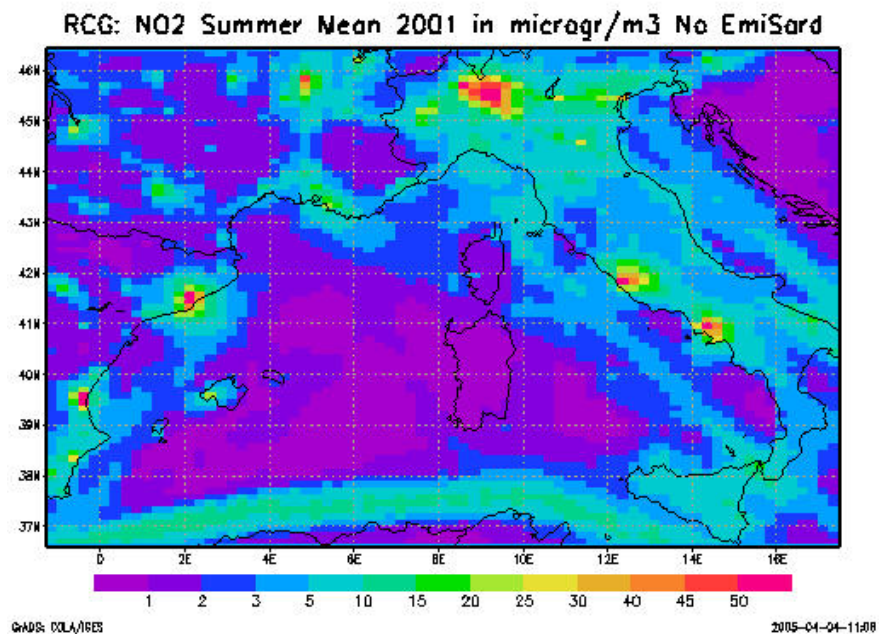 RCG: NO2 Summer Mean 2001 in microgr/m3 No EmiSard
46N
45N
44N
43N
42N
41N
40N
39N
38N
37N
0 2E 4E 6E 8E 10E 12E 14E 16E
1 2 3 5 10 15 20 25 30 40 45 50
GrADS: COLA/IGES 2005-04-04-11:08